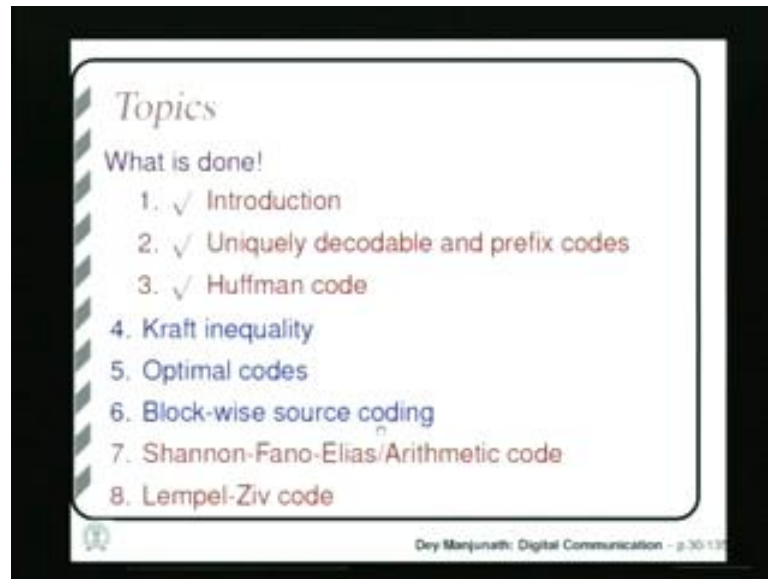 Topics
What is done!
1. √ Introduction
2. √ Uniquely decodable and prefix codes
3. √ Huffman code
4. Kraft inequality
5. Optimal codes
6. Block-wise source coding
7. Shannon-Fano-Elias/Arithmetic code
8. Lempel-Ziv code
Dey Manjunath: Digital Communication - p.30/135